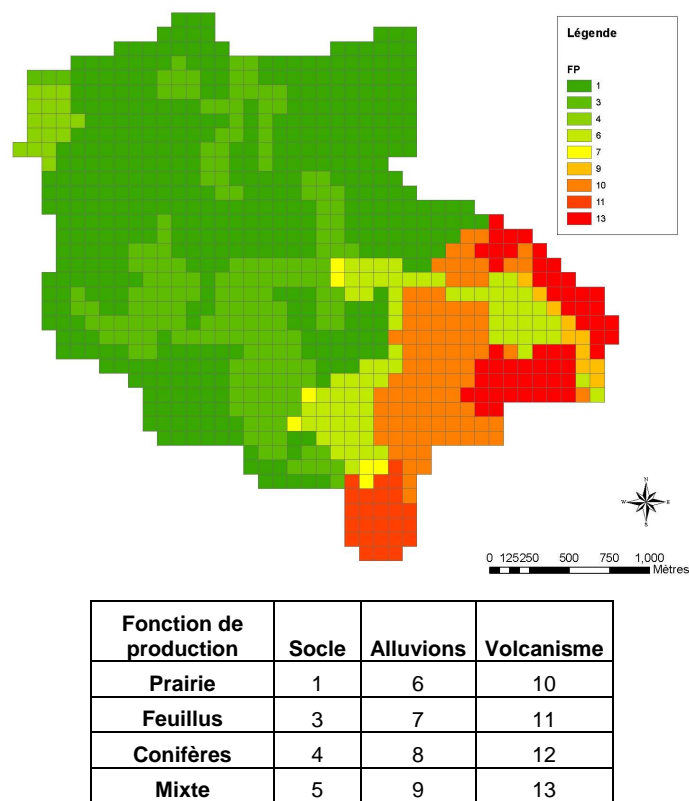 Légende
FP
1
3
4
6
7
9
10
11
13
N
W E
S
0 125250 500 750 1,000
Mètres
Fonction de production Socle Alluvions Volcanisme
Prairie 1 6 10
Feuillus 3 7 11
Conifères 4 8 12
Mixte 5 9 13